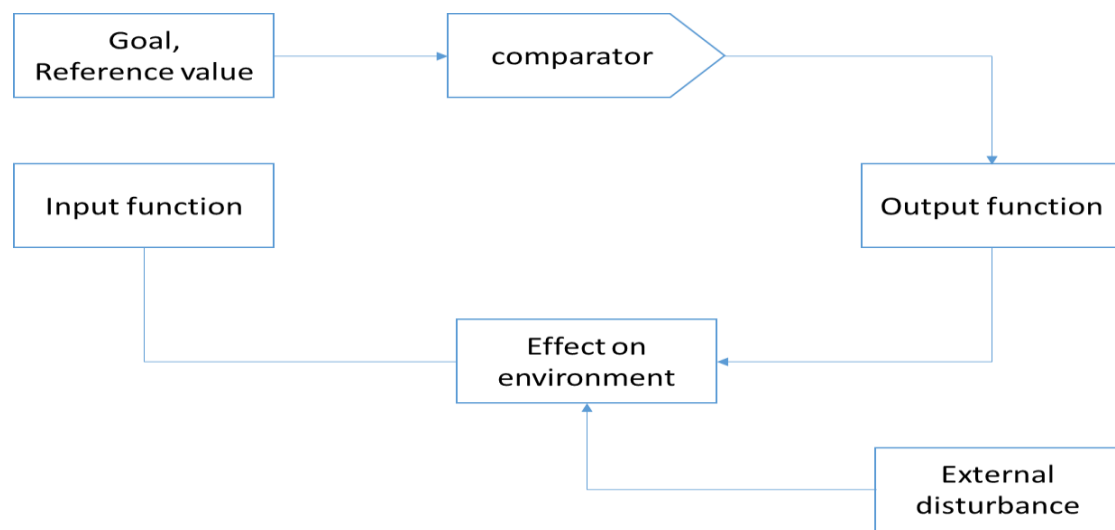 Goal,
Reference value
comparator
Input function
Output function
Effect on
environment
External
disturbance